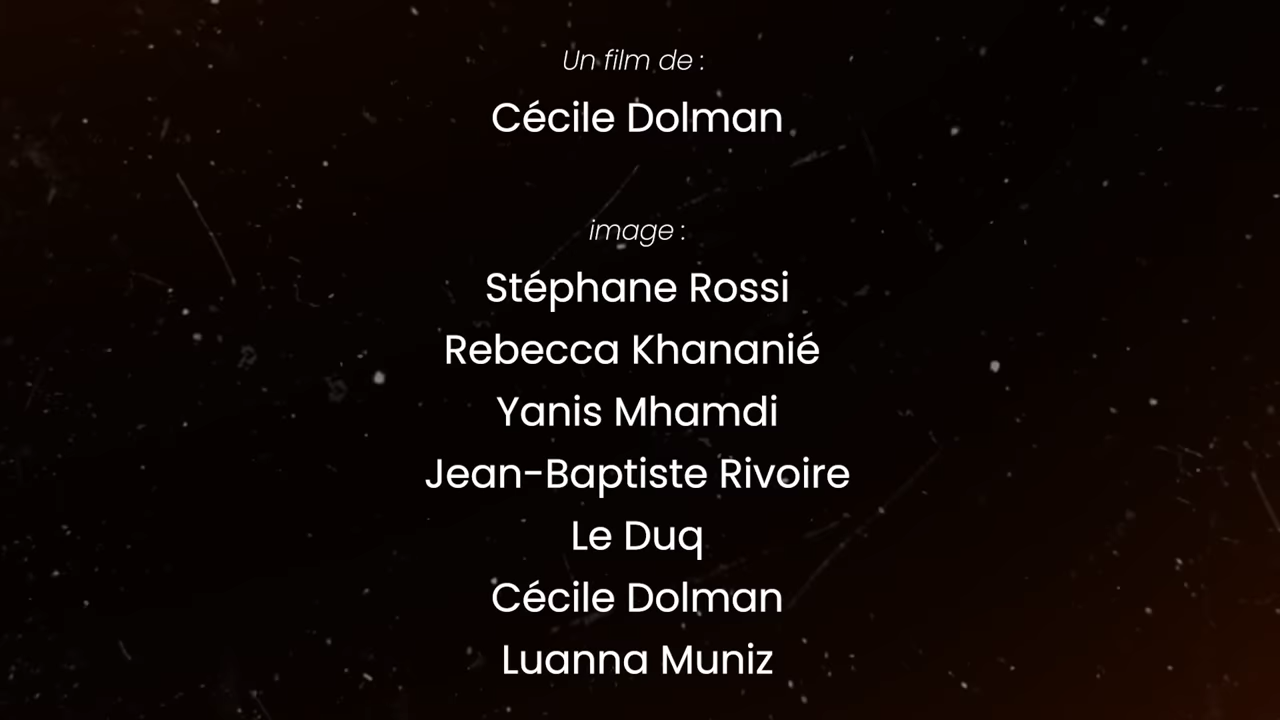 Un film de :
Cécile Dolman
image :
Stéphane Rossi
Rebecca Khananié
Yanis Mhamdi
Jean-Baptiste Rivoire
Le Duq
Cécile Dolman
Luanna Muniz